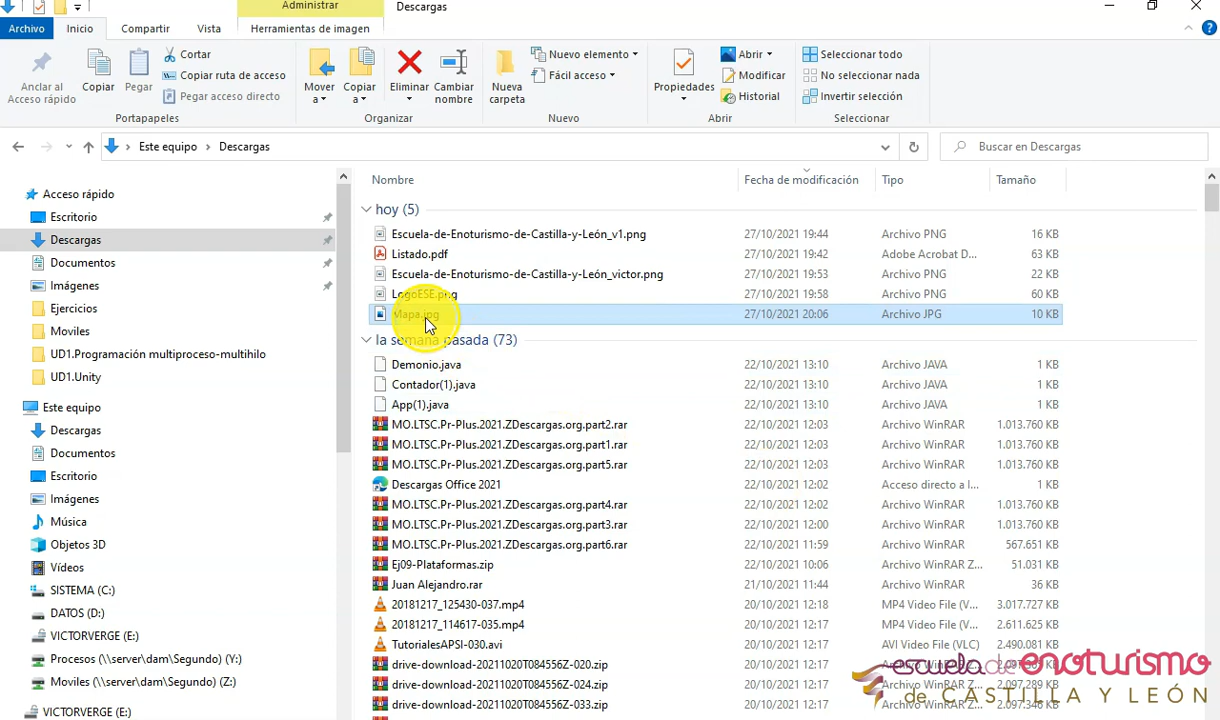 Administrar Descargas
Archivo Inicio Compartir Vista Herramientas de imagen
Anclar al Acceso rápido
Copiar
Pegar
Cortar
Copiar ruta de acceso
Pegar acceso directo
Portapapeles
Mover a
Copiar a
Eliminar
Cambiar nombre
Organizar
Nueva carpeta
Nuevo elemento
Fácil acceso
Nuevo
Propiedades
Abrir
Modificar
Historial
Abrir
Seleccionar todo
No seleccionar nada
Invertir selección
Seleccionar
Este equipo > Descargas
Buscar en Descargas
Acceso rápido
Escritorio
Descargas
Documentos
Imágenes
Ejercicios
Moviles
UD1.Programación multiproceso-multihilo
UD1.Unity
Este equipo
Descargas
Documentos
Escritorio
Imágenes
Música
Objetos 3D
Vídeos
SISTEMA (C:)
DATOS (D:)
VICTORVERGE (E:)
Procesos (\\server\dam\Segundo) (Y:)
Moviles (\\server\dam\Segundo) (Z:)
VICTORVERGE (E:)
Nombre Fecha de modificación Tipo Tamaño
hoy (5)
Escuela-de-Enoturismo-de-Castilla-y-León_v1.png 27/10/2021 19:44 Archivo PNG 16 KB
Listado.pdf 27/10/2021 19:42 Adobe Acrobat D... 63 KB
Escuela-de-Enoturismo-de-Castilla-y-León_victor.png 27/10/2021 19:53 Archivo PNG 22 KB
LogoESE.png 27/10/2021 19:58 Archivo PNG 60 KB
Mapa.jpg 27/10/2021 20:06 Archivo JPG 10 KB
la semana pasada (73)
Demonio.java 22/10/2021 13:10 Archivo JAVA 1 KB
Contador(1).java 22/10/2021 13:10 Archivo JAVA 1 KB
App(1).java 22/10/2021 13:10 Archivo JAVA 1 KB
MO.LTSC.Pr-Plus.2021.ZDescargas.org.part2.rar 22/10/2021 12:03 Archivo WinRAR 1.013.760 KB
MO.LTSC.Pr-Plus.2021.ZDescargas.org.part1.rar 22/10/2021 12:03 Archivo WinRAR 1.013.760 KB
MO.LTSC.Pr-Plus.2021.ZDescargas.org.part5.rar 22/10/2021 12:03 Archivo WinRAR 1.013.760 KB
Descargas Office 2021 22/10/2021 12:02 Acceso directo a I... 1 KB
MO.LTSC.Pr-Plus.2021.ZDescargas.org.part4.rar 22/10/2021 12:02 Archivo WinRAR 1.013.760 KB
MO.LTSC.Pr-Plus.2021.ZDescargas.org.part3.rar 22/10/2021 12:00 Archivo WinRAR 1.013.760 KB
MO.LTSC.Pr-Plus.2021.ZDescargas.org.part6.rar 22/10/2021 11:59 Archivo WinRAR 567.651 KB
Ej09-Plataformas.zip 22/10/2021 10:06 Archivo WinRAR Z... 51.031 KB
Juan Alejandro.rar 21/10/2021 11:44 Archivo WinRAR 36 KB
20181217_125430-037.mp4 20/10/2021 12:18 MP4 Video File (V... 3.017.727 KB
20181217_114617-035.mp4 20/10/2021 12:17 MP4 Video File (V... 2.611.625 KB
TutorialesAPSI-030.avi 20/10/2021 12:17 AVI Video File (VLC) 2.490.081 KB
drive-download-20211020T084556Z-020.zip 20/10/2021 12:17
drive-download-20211020T084556Z-024.zip 20/10/2021 12:17 Archivo WinRAR Z... 2.097.289 KB
drive-download-20211020T084556Z-033.zip 20/10/2021 12:17
escuela de enoturismo
de CASTILLA Y LEÓN